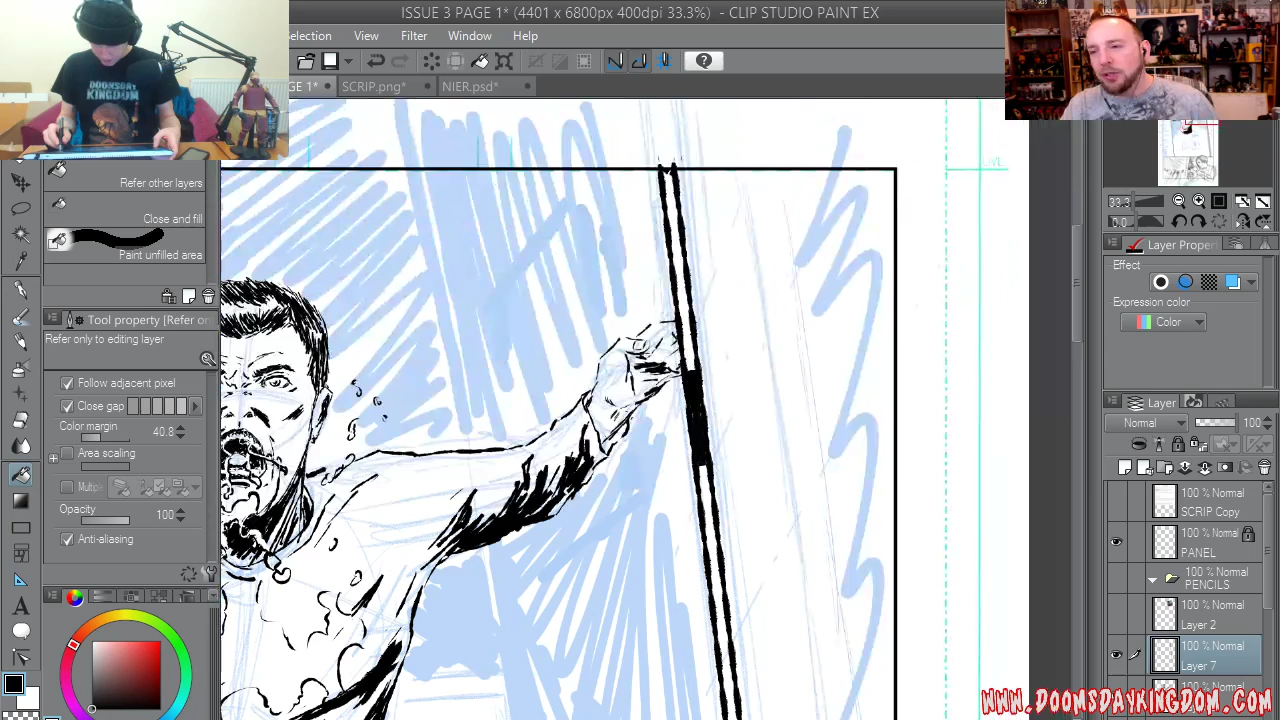 ISSUE 3 PAGE 1* (4401 x 6800px 400dpi 33.3%) - CLIP STUDIO PAINT EX
Selection View Filter Window Help
GE 1* SCRIP.png* NIER.psd*
DOOMSDAY
KINGDOM
Refer other layers
Close and fill
Paint unfilled area
Tool property [Refer or
Refer only to editing layer
Follow adjacent pixel
Close gap
Color margin
40.8
Area scaling
Multiple
Opacity
100
Anti-aliasing
33.3
0.0
Layer Proper
Effect
Expression color
Color
Layer
Normal 100
100 % Normal
SCRIP Copy
100 % Normal
PANEL
100 % Normal
PENCILS
100 % Normal
Layer 2
100 % Normal
Layer 7
100 % Normal
www.DOOMSDAYKINGDOM.COM